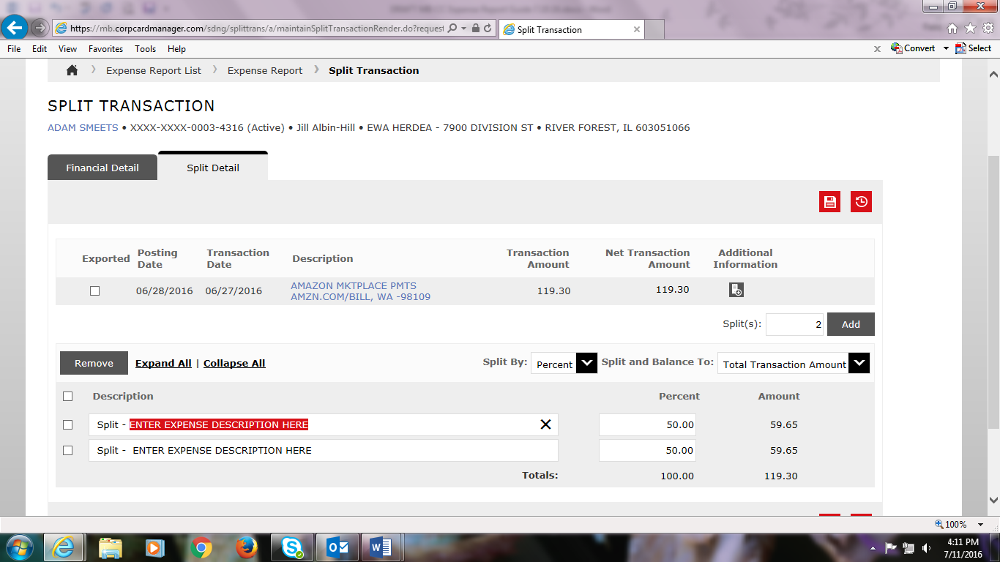 https://mb.corpcardmanager.com/sdng/splittrans/a/maintainSplitTransactionRender.do?request
Split Transaction
File Edit View Favorites Tools Help
x Convert Select
Expense Report List Expense Report Split Transaction
SPLIT TRANSACTION
ADAM SMEETS • XXXX-XXXX-0003-4316 (Active) • Jill Albin-Hill • EWA HERDEA - 7900 DIVISION ST • RIVER FOREST, IL 603051066
Financial Detail Split Detail
Exported Posting Date Transaction Date Description Transaction Amount Net Transaction Amount Additional Information
06/28/2016 06/27/2016 AMAZON MKTPLACE PMTS 119.30 119.30
AMZN.COM/BILL, WA -98109
Split(s): 2 Add
Remove Expand All | Collapse All Split By: Percent Split and Balance To: Total Transaction Amount
Description Percent Amount
Split - ENTER EXPENSE DESCRIPTION HERE 50.00 59.65
Split - ENTER EXPENSE DESCRIPTION HERE 50.00 59.65
Totals: 100.00 119.30
100%
4:11 PM
7/11/2016